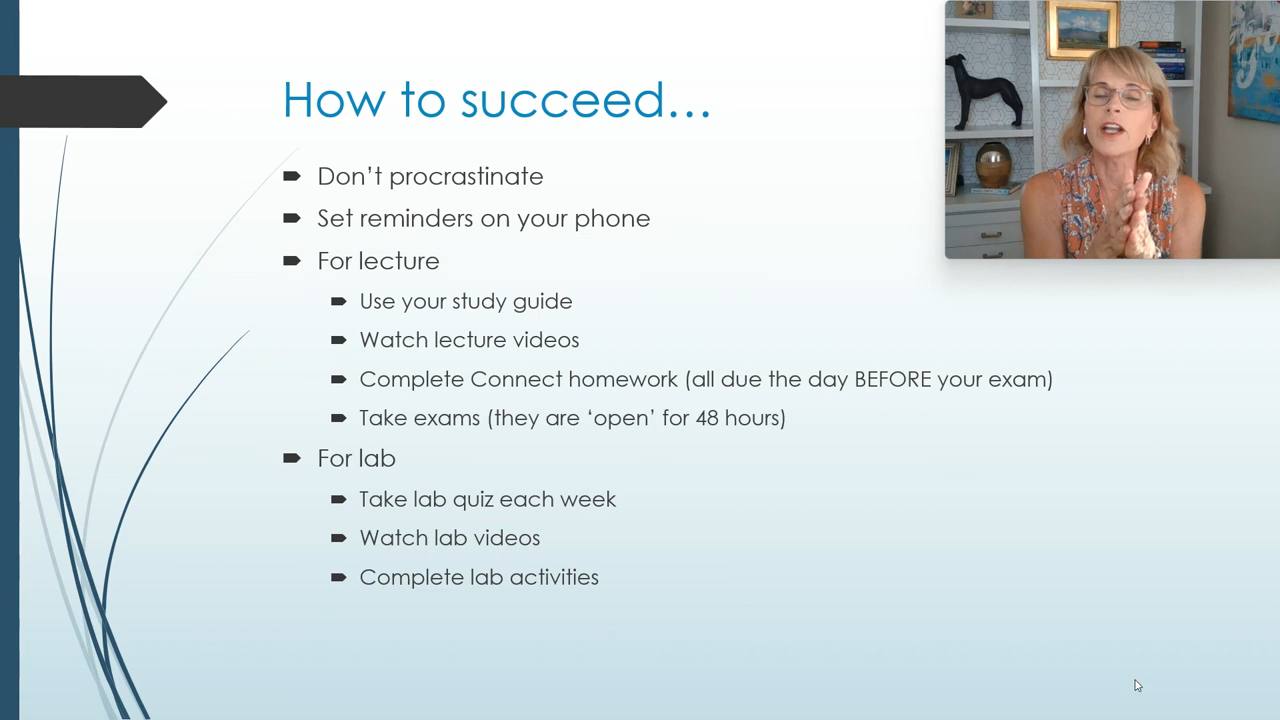 How to succeed…
Don’t procrastinate
Set reminders on your phone
For lecture
Use your study guide
Watch lecture videos
Complete Connect homework (all due the day BEFORE your exam)
Take exams (they are ‘open’ for 48 hours)
For lab
Take lab quiz each week
Watch lab videos
Complete lab activities